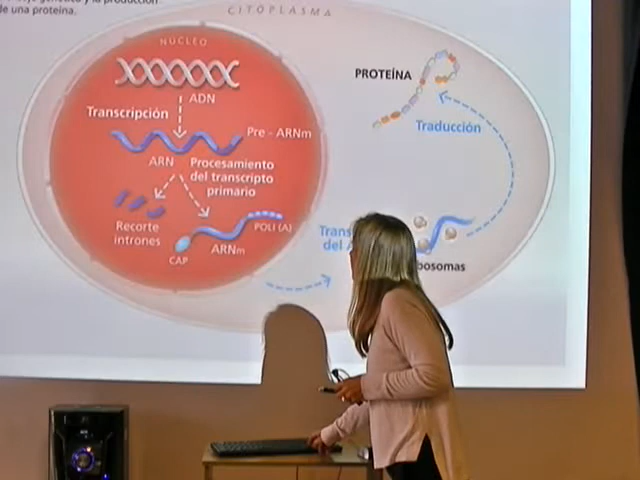 de una proteína.
CITOPLASMA
NÚCLEO
ADN
Transcripción
Pre - ARNm
ARN
Procesamiento
del transcripto
primario
Recorte
intrones
CAP
ARNm
POLI (A)
PROTEÍNA
Traducción